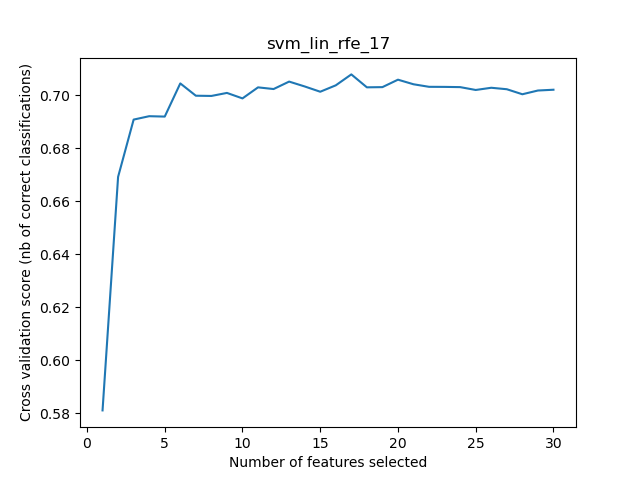 svm_lin_rfe_17
Cross validation score (nb of correct classifications)
0.70
0.68
0.66
0.64
0.62
0.60
0.58
0 5 10 15 20 25 30
Number of features selected